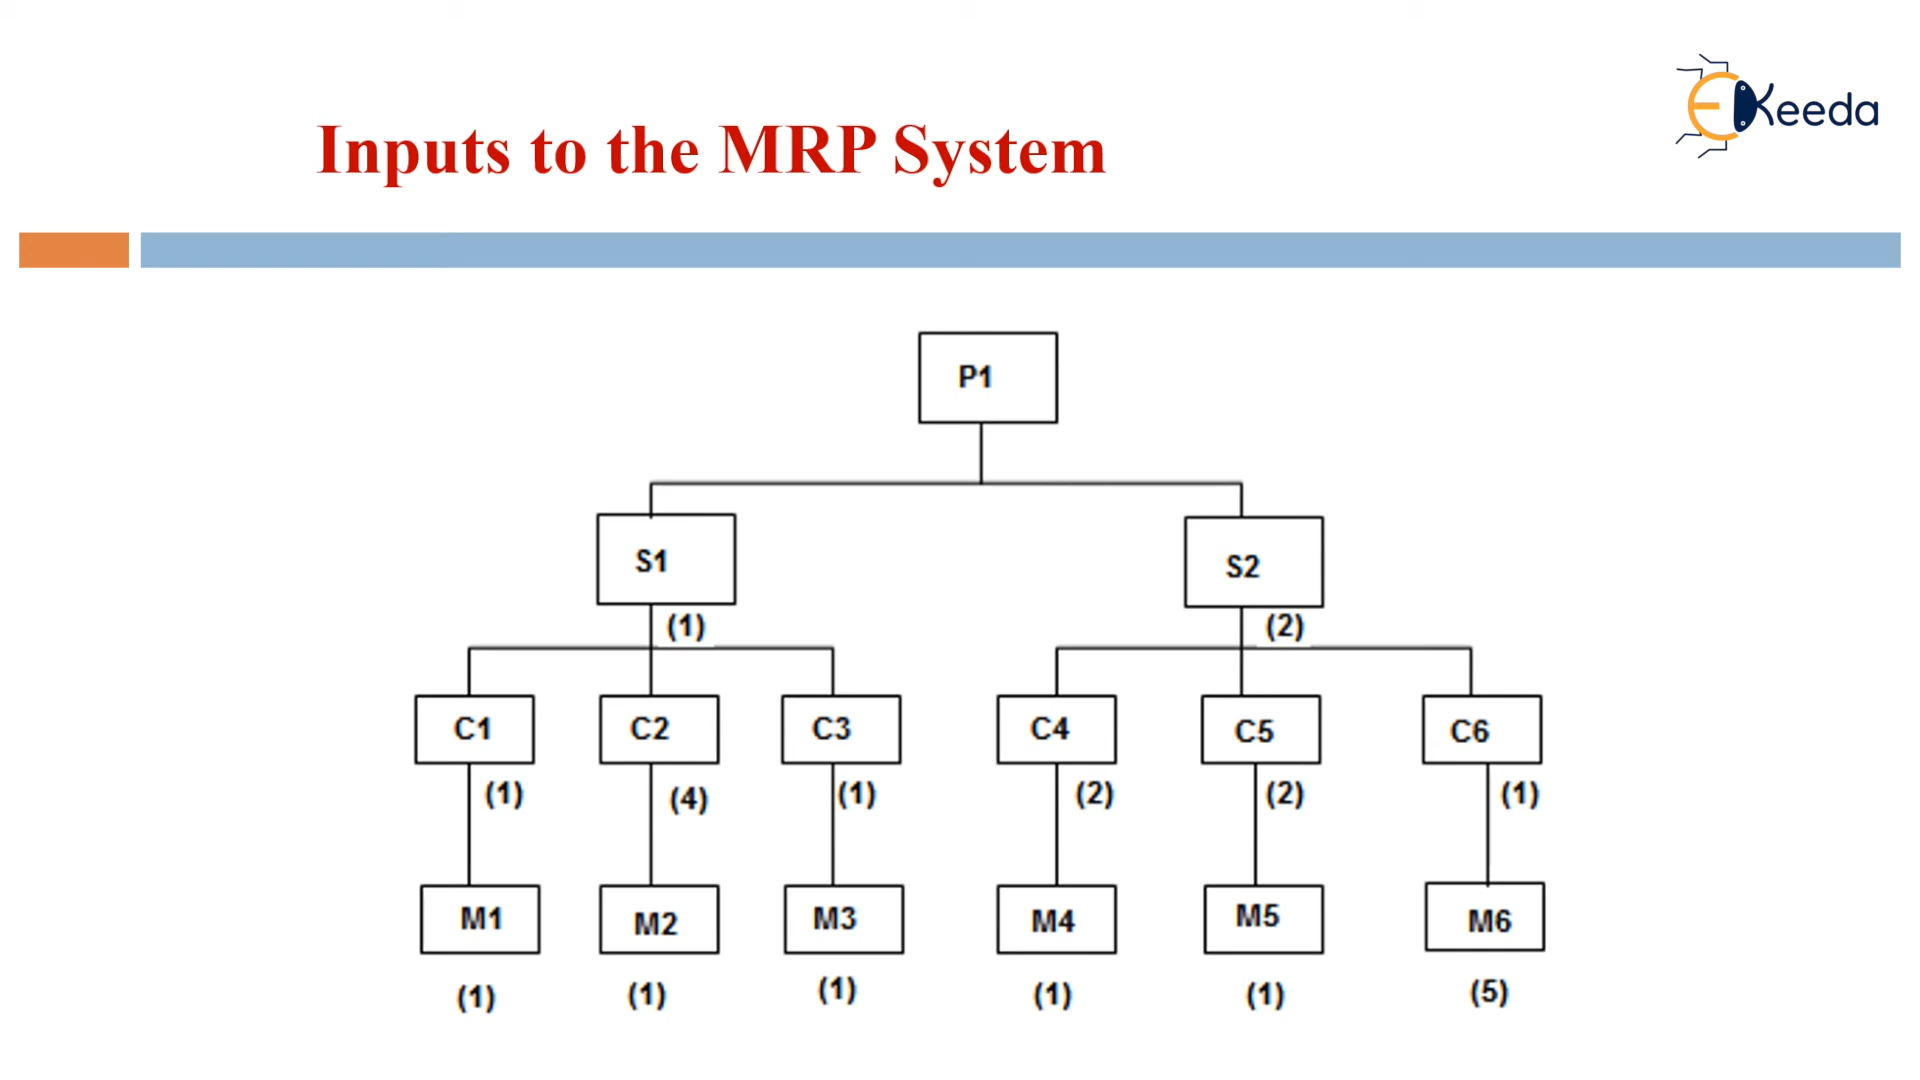 EKeeda
Inputs to the MRP System
P1
S1
S2
(1)
(2)
C1
C2
C3
C4
C5
C6
(1)
(4)
(1)
(2)
(2)
(1)
M1
M2
M3
M4
M5
M6
(1)
(1)
(1)
(1)
(1)
(5)